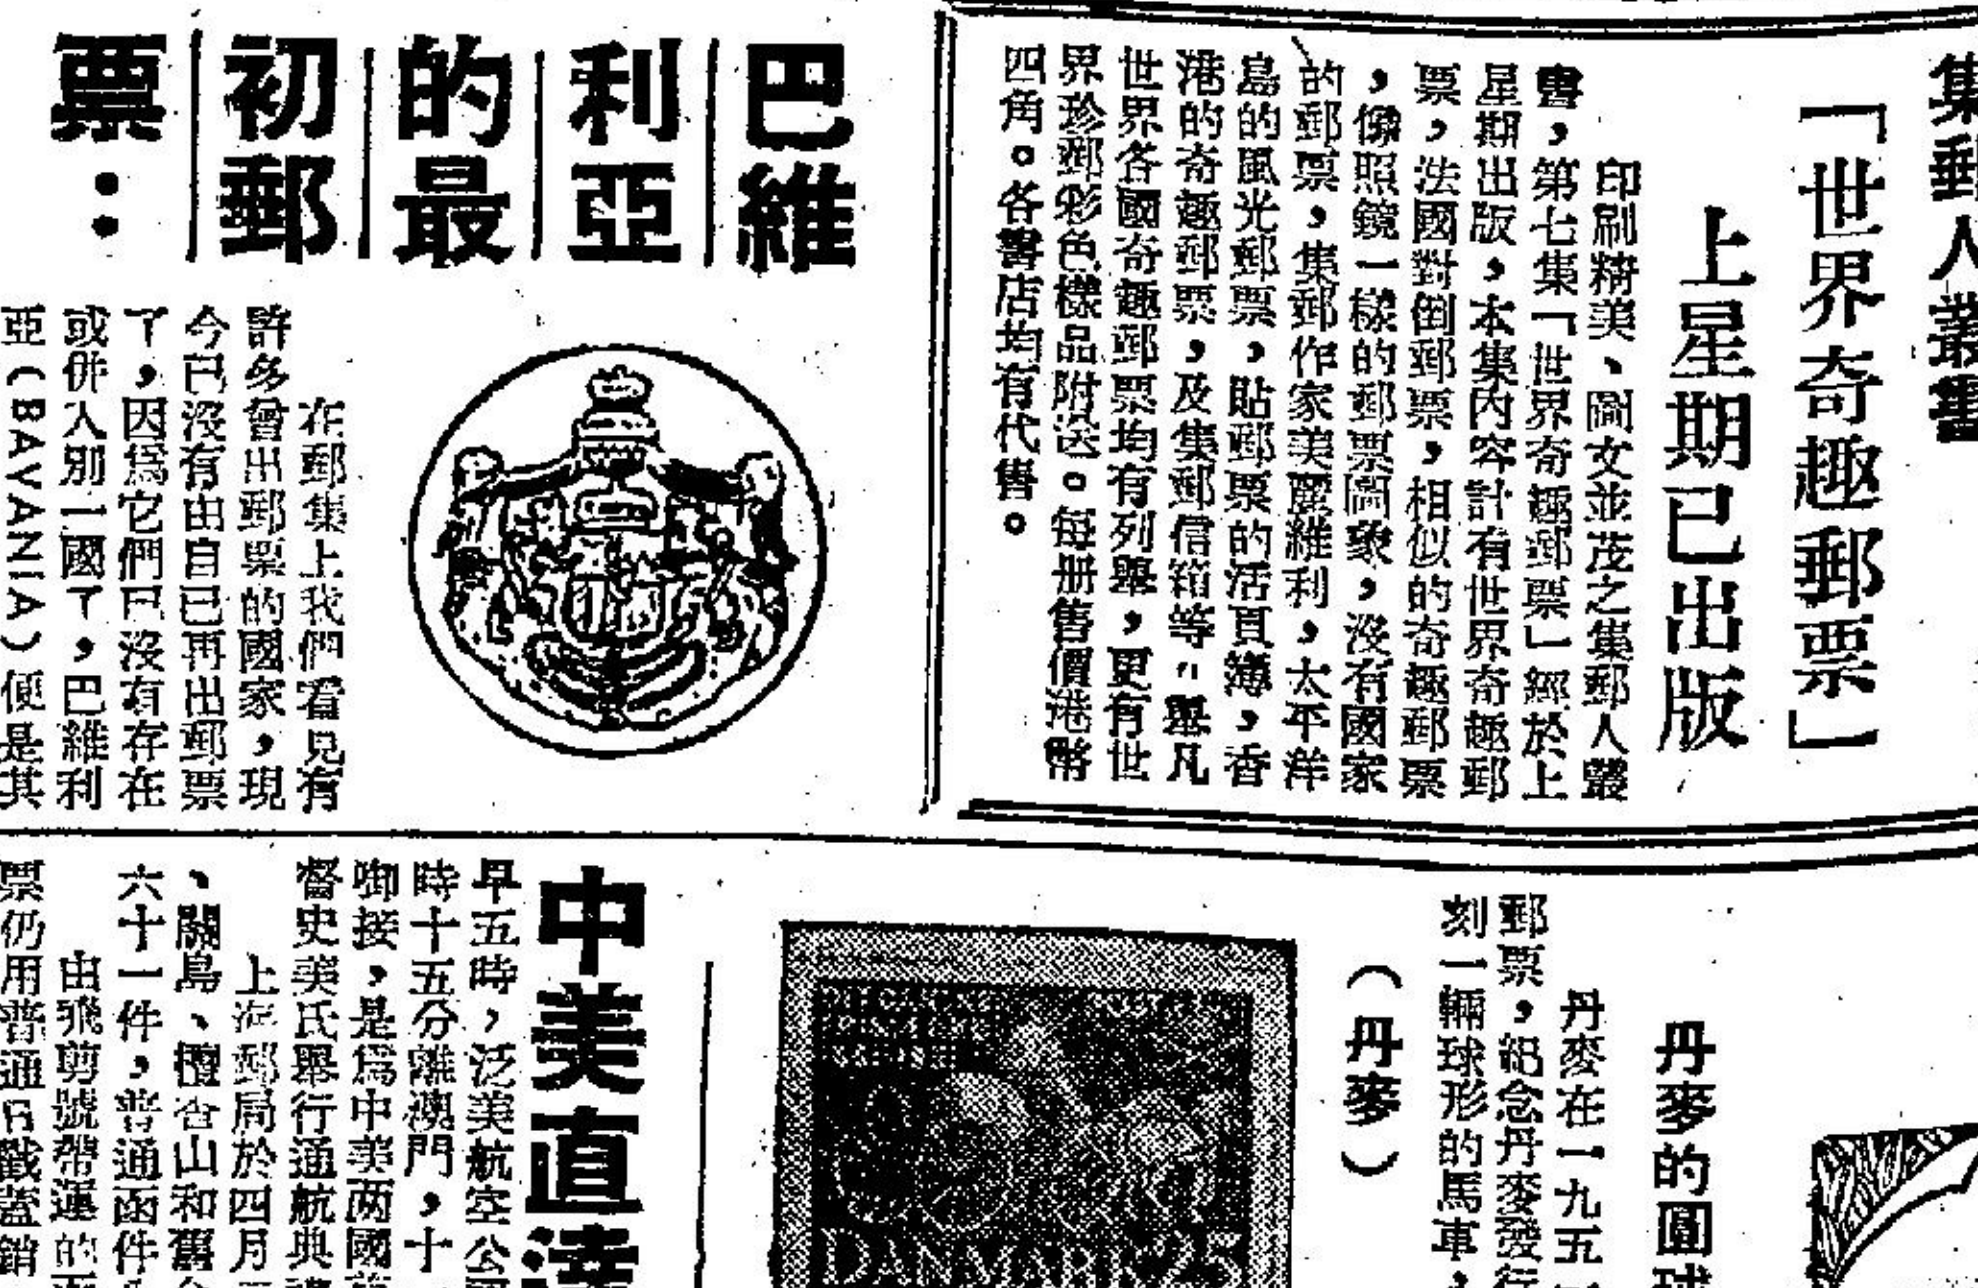 集郵人叢書
「世界奇趣郵票」
上星期已出版
印刷精美、圖文並茂之集郵人叢
書，第七集「世界奇趣郵票」經於上
星期出版，本集內容計有世界奇趣郵
票，法國對倒郵票，相似的奇趣郵票
，像照鏡一樣的郵票圖象，沒有國家
的郵票，集郵作家美麗維利，太平洋
島的風光郵票，貼郵票的活頁簿，香
港的奇趣郵票，及集郵信箱等，舉凡
世界各國奇趣郵票均有列舉，更有世
界珍郵彩色樣品附送。每册售價港幣
四角。各書店均有代售。
巴維
利亞
的最
初郵
票：
在郵集上我們看見有
許多曾出郵票的國家，現
今已沒有由自己再出郵票
了，因爲它們已沒有存在
或併入別一國了，巴維利
亞（BAVANIA）便是其
丹麥的圓球
丹麥在一九五
郵票，紀念丹麥發行
刻一輛球形的馬車，
（丹麥）
DANMARK 25
中美直達
早五時，泛美航空公
時十五分離澳門，十
啣接，是爲中美两國
督史美氏舉行通航典
上海郵局於四月
、關島、檀香山和舊
六十一件，普通函件
由飛剪號帶運的
票仍用普通日戳蓋銷